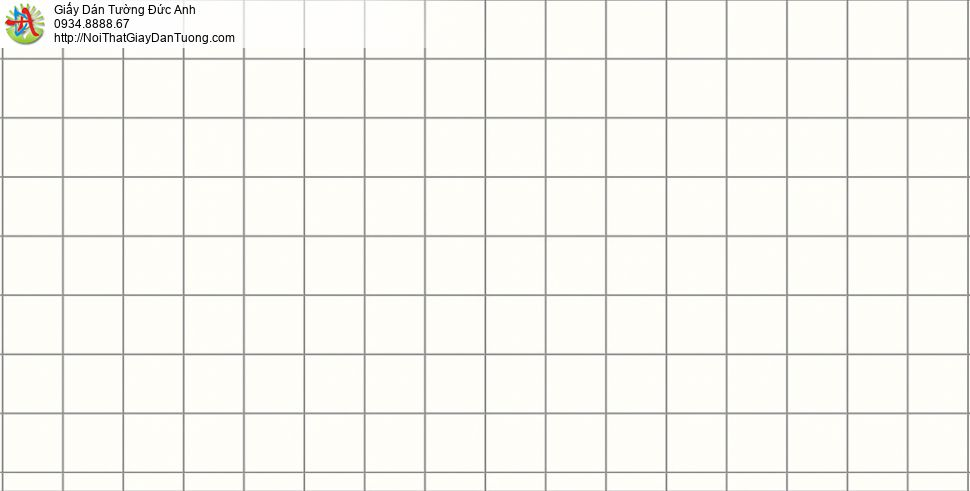 Giấy Dán Tường Đức Anh
0934.8888.67
http://NoiThatGiayDanTuong.com